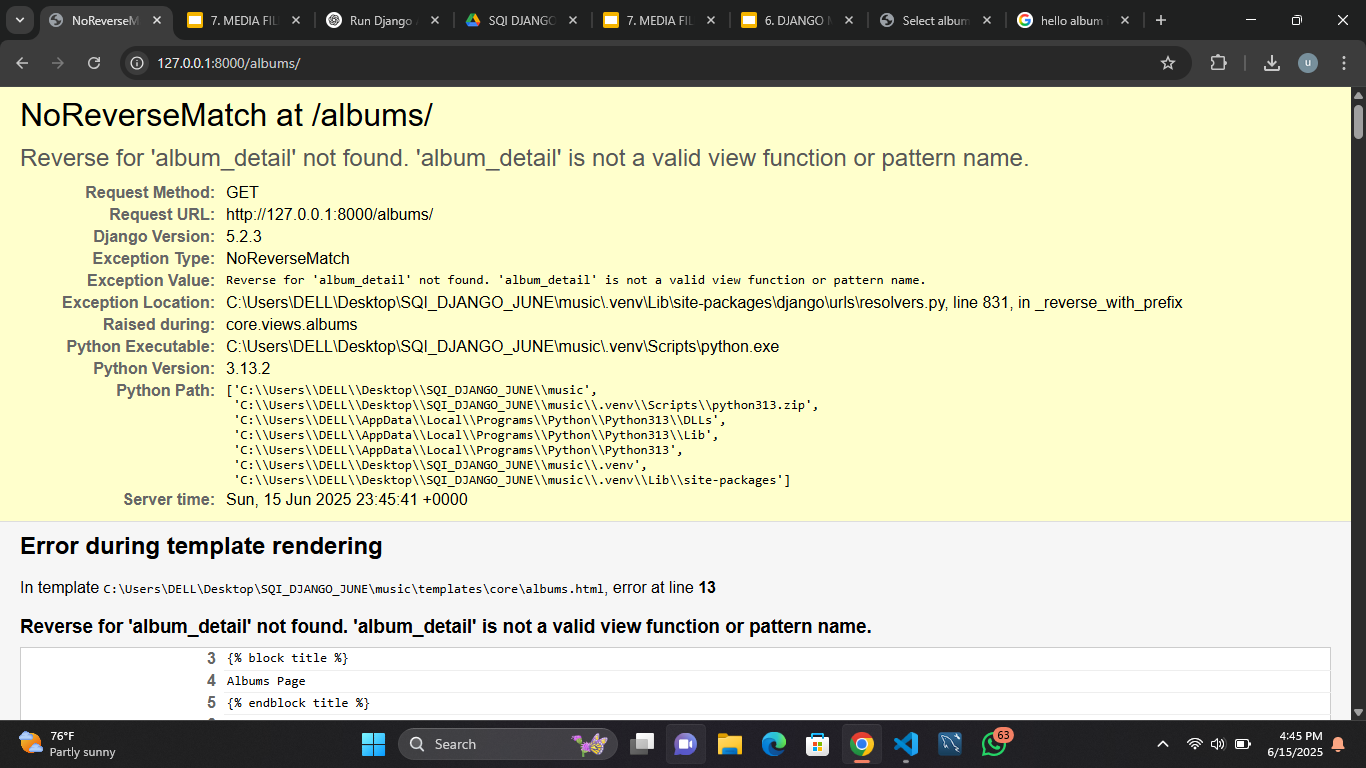 NoReverseM
7. MEDIA FIL
Run Django
SQI DJANGO
7. MEDIA FIL
6. DJANGO
Select album
hello album
127.0.0.1:8000/albums/
u
NoReverseMatch at /albums/
Reverse for 'album_detail' not found. 'album_detail' is not a valid view function or pattern name.
Request Method: GET
Request URL: http://127.0.0.1:8000/albums/
Django Version: 5.2.3
Exception Type: NoReverseMatch
Exception Value: Reverse for 'album_detail' not found. 'album_detail' is not a valid view function or pattern name.
Exception Location: C:\Users\DELL\Desktop\SQI_DJANGO_JUNE\music\.venv\Lib\site-packages\django\urls\resolvers.py, line 831, in _reverse_with_prefix
Raised during: core.views.albums
Python Executable: C:\Users\DELL\Desktop\SQI_DJANGO_JUNE\music\.venv\Scripts\python.exe
Python Version: 3.13.2
Python Path: ['C:\\Users\\DELL\\Desktop\\SQI_DJANGO_JUNE\\music',
'C:\\Users\\DELL\\Desktop\\SQI_DJANGO_JUNE\\music\\.venv\\Scripts\\python313.zip',
'C:\\Users\\DELL\\AppData\\Local\\Programs\\Python\\Python313\\DLLs',
'C:\\Users\\DELL\\AppData\\Local\\Programs\\Python\\Python313\\Lib',
'C:\\Users\\DELL\\AppData\\Local\\Programs\\Python\\Python313',
'C:\\Users\\DELL\\Desktop\\SQI_DJANGO_JUNE\\music\\.venv',
'C:\\Users\\DELL\\Desktop\\SQI_DJANGO_JUNE\\music\\.venv\\Lib\\site-packages']
Server time: Sun, 15 Jun 2025 23:45:41 +0000
Error during template rendering
In template C:\Users\DELL\Desktop\SQI_DJANGO_JUNE\music\templates\core\albums.html, error at line 13
Reverse for 'album_detail' not found. 'album_detail' is not a valid view function or pattern name.
3 {% block title %}
4 Albums Page
5 {% endblock title %}
76°F
Partly sunny
Search
63
4:45 PM
6/15/2025